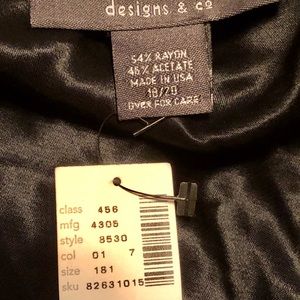 designs & co
54% RAYON
46% ACETATE
MADE IN USA
18/20
OVER FOR CARE
class 456
mfg 4305
style 8530
col 01 7
size 181
sku 82631015